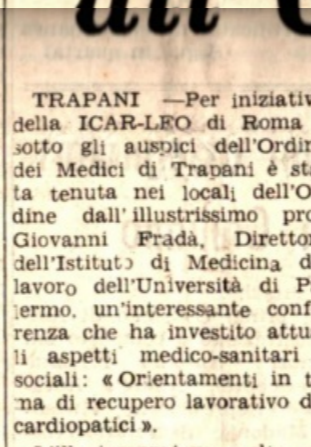 all'
TRAPANI —Per iniziativ
della ICAR-LEO di Roma
sotto gli auspici dell'Ordin
dei Medici di Trapani è sta
ta tenuta nei locali dell'O
dine dall'illustrissimo pro
Giovanni Fradà, Diretto
dell'Istituto di Medicina d
lavoro dell'Università di P
lermo, un'interessante conf
renza che ha investito attu
li aspetti medico-sanitari
sociali: « Orientamenti in t
ma di recupero lavorativo d
cardiopatici ».